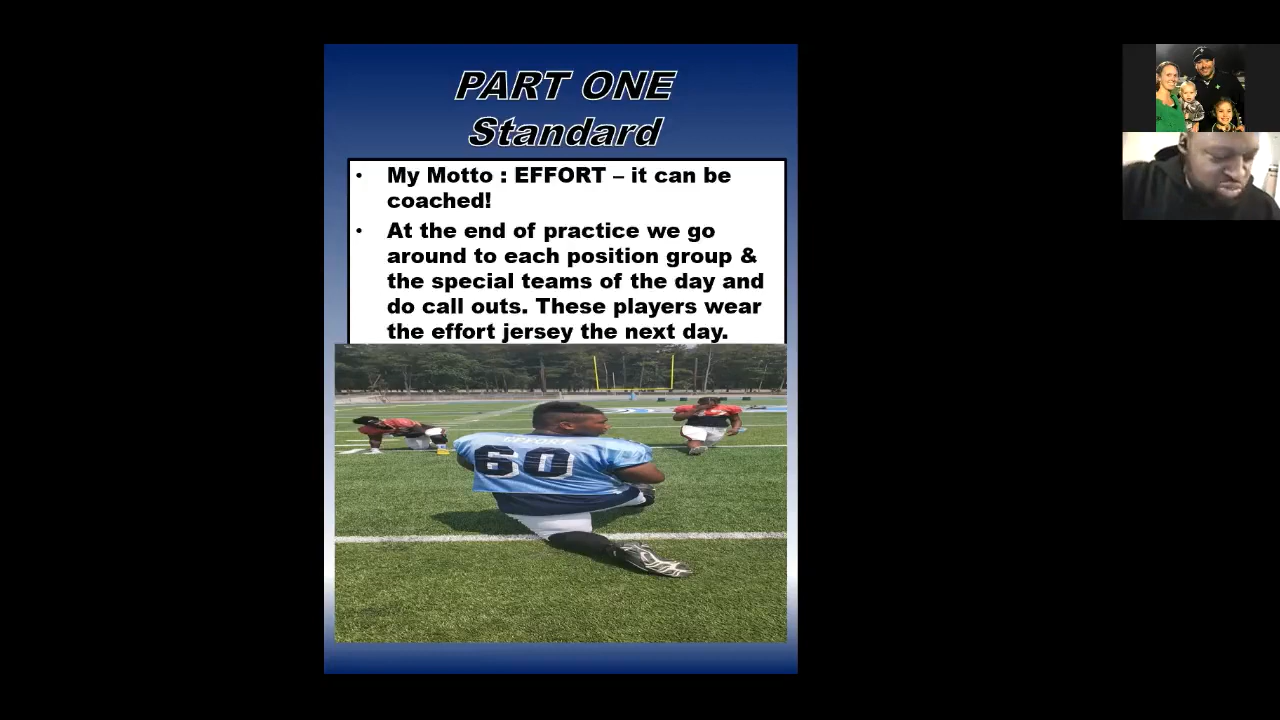 PART ONE
Standard
• My Motto : EFFORT – it can be
coached!
• At the end of practice we go
around to each position group &
the special teams of the day and
do call outs. These players wear
the effort jersey the next day.
EFFORT
60